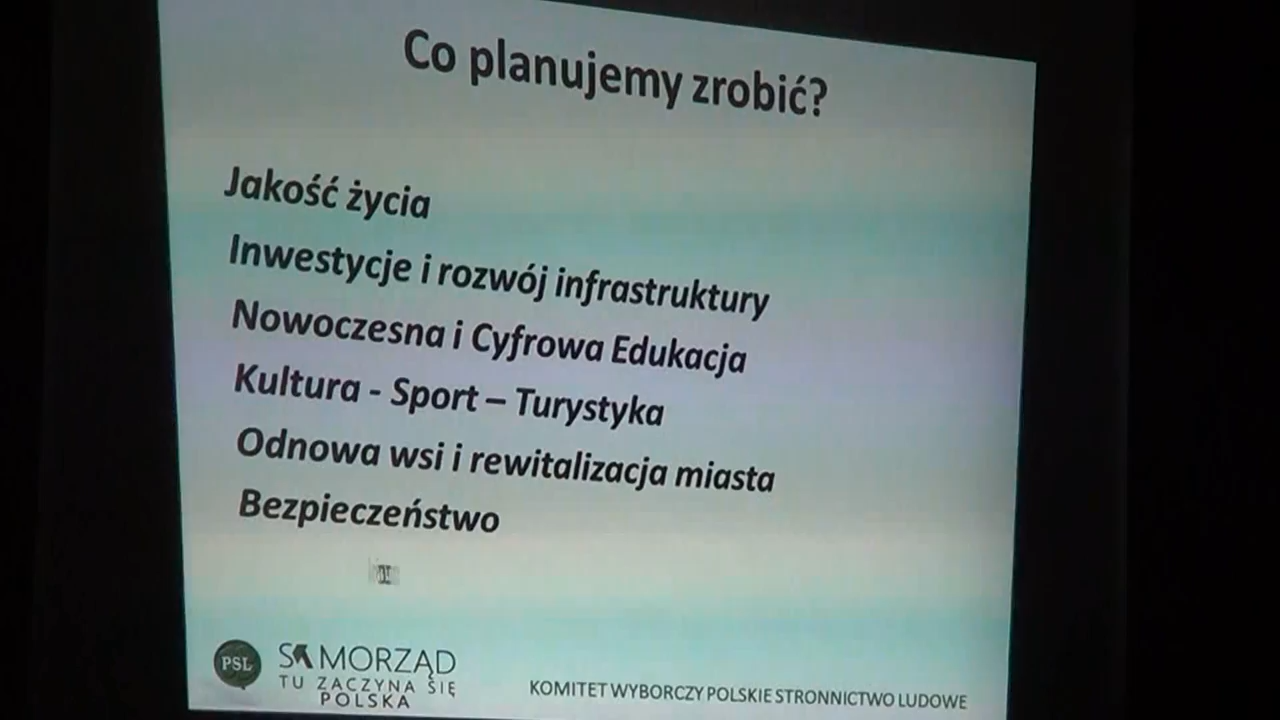 Co planujemy zrobić?
Jakość życia
Inwestycje i rozwój infrastruktury
Nowoczesna i Cyfrowa Edukacja
Kultura - Sport – Turystyka
Odnowa wsi i rewitalizacja miasta
Bezpieczeństwo
PSL
SAMORZĄD
TU ZACZYNA SIĘ
POLSKA
KOMITET WYBORCZY POLSKIE STRONNICTWO LUDOWE